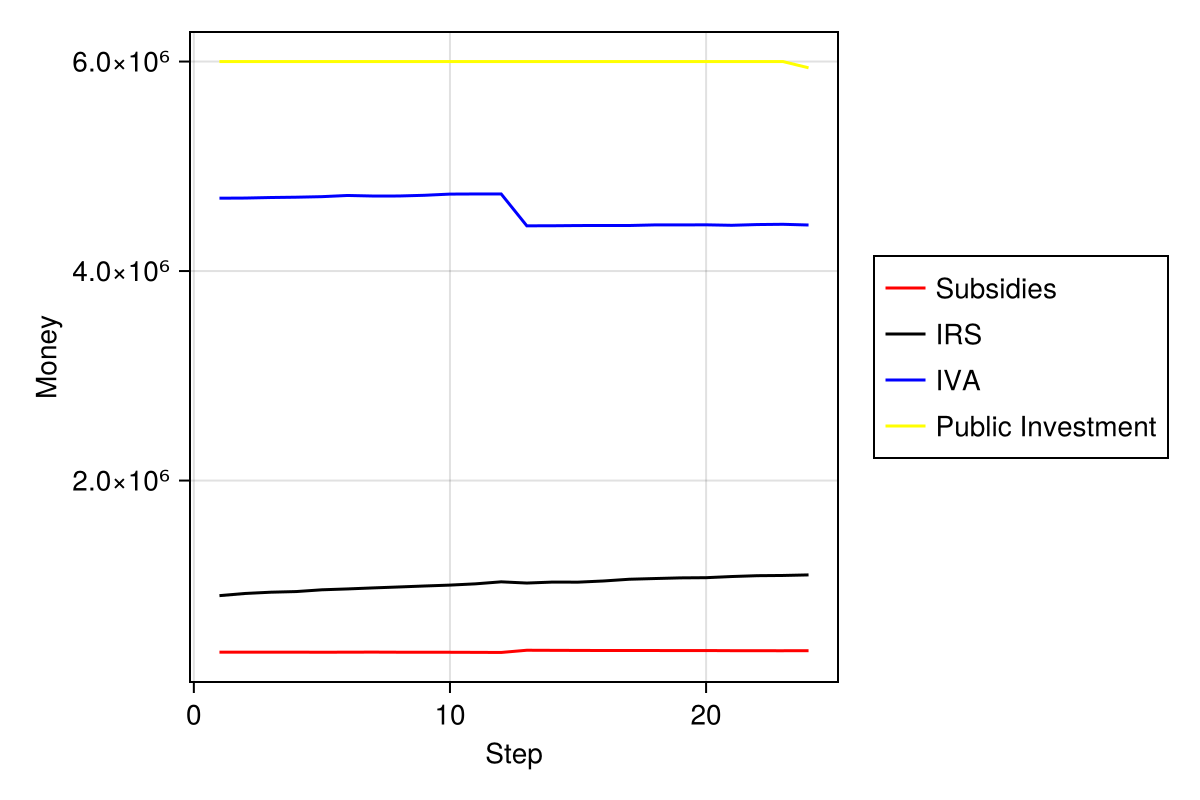 6.0×10⁶
4.0×10⁶
2.0×10⁶
Money
0
10
20
Step
Subsidies
IRS
IVA
Public Investment